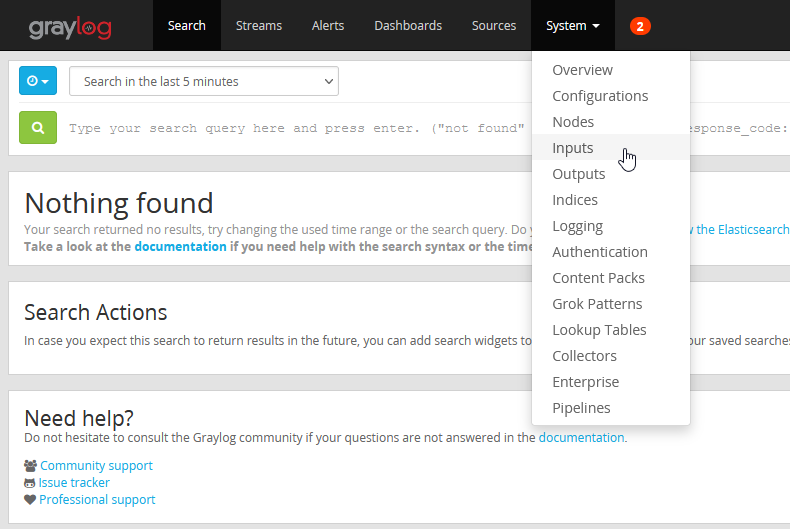 graylog Search Streams Alerts Dashboards Sources System 2
Search in the last 5 minutes
Type your search query here and press enter. ("not found" esponse_code:
Overview
Configurations
Nodes
Inputs
Outputs
Indices
Logging
Authentication
Content Packs
Grok Patterns
Lookup Tables
Collectors
Enterprise
Pipelines
Nothing found
Your search returned no results, try changing the used time range or the search query. Do the Elasticsearch
Take a look at the documentation if you need help with the search syntax or the time
Search Actions
In case you expect this search to return results in the future, you can add search widgets to our saved searches
Need help?
Do not hesitate to consult the Graylog community if your questions are not answered in the documentation.
Community support
Issue tracker
Professional support